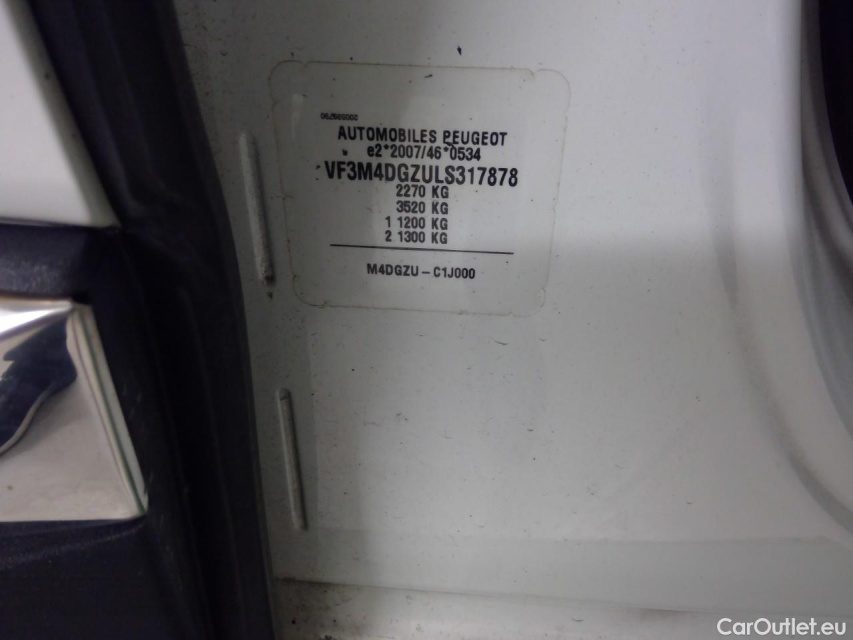 AUTOMOBILES PEUGEOT
e2*2007/46*0534
VF3M4DGZULS317878
2270 KG
3520 KG
1 1200 KG
2 1300 KG
M4DGZU – C1J000
CarOutlet.eu